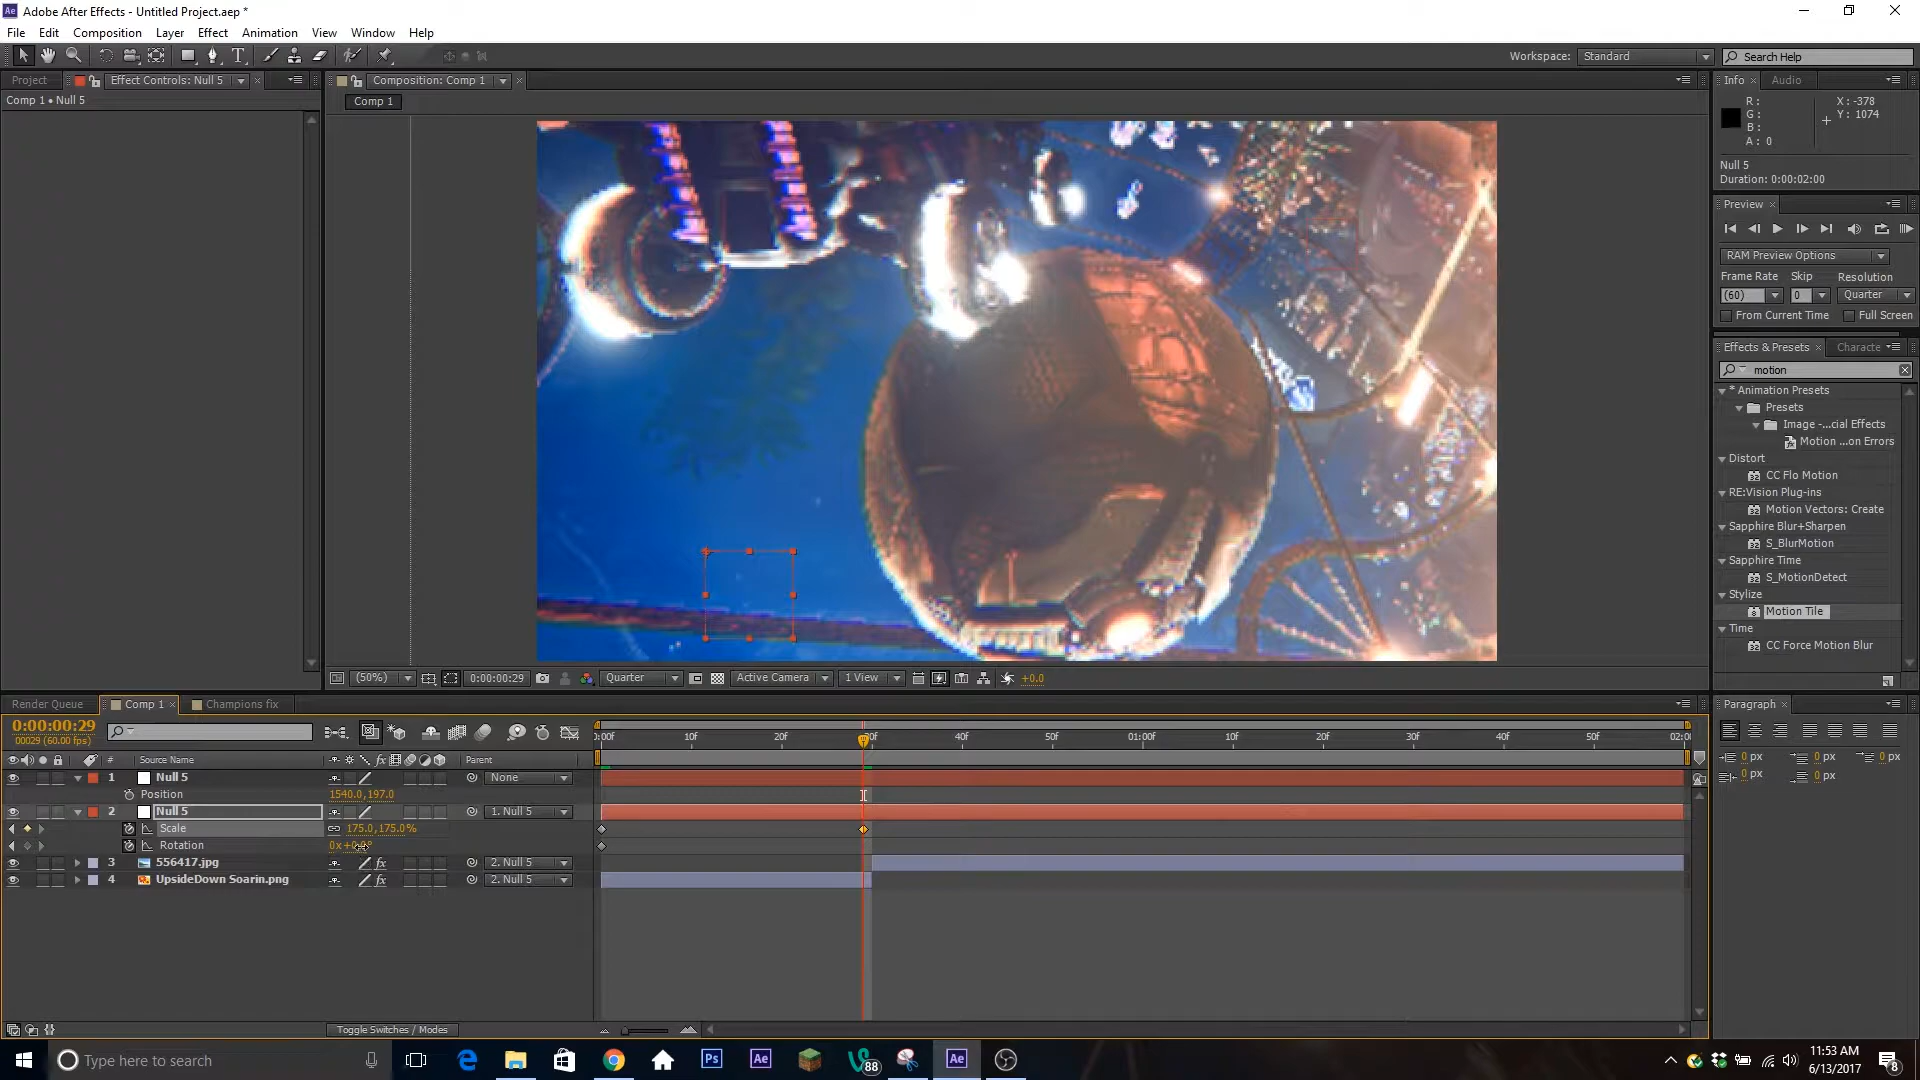 Adobe After Effects - Untitled Project.aep *
File Edit Composition Layer Effect Animation View Window Help
Workspace: Standard Search Help
Project Effect Controls: Null 5 Composition: Comp 1 Info Audio
Comp 1 • Null 5
Comp 1
R :
G :
B :
A : 0
X : -378
Y : 1074
Null 5
Duration: 0:00:02:00
Preview
RAM Preview Options
Frame Rate Skip Resolution
(60) 0 Quarter
From Current Time Full Screen
Effects & Presets Characte
motion
* Animation Presets
Presets
Image -...cial Effects
Motion ...on Errors
Distort
CC Flo Motion
RE:Vision Plug-ins
Motion Vectors: Create
Sapphire Blur+Sharpen
S_BlurMotion
Sapphire Time
S_MotionDetect
Stylize
Motion Tile
Time
CC Force Motion Blur
(50%) 0:00:00:29 Quarter Active Camera 1 View +0.0
Render Queue Comp 1 Champions fix Paragraph
0:00:00:29
00029 (60.00 fps)
10f 20f 40f 50f 01:00f 10f 20f 30f 40f 50f
# Source Name Parent
1 Null 5 None
Position 1540.0,197.0
2 Null 5 1. Null 5
Scale 175.0,175.0%
Rotation
3 556417.jpg 2. Null 5
4 UpsideDown Soarin.png 2. Null 5
0 px 0 px 0 px
0 px 0 px
Toggle Switches / Modes
Type here to search
Ps Ae 88 Ae
11:53 AM
6/13/2017
8